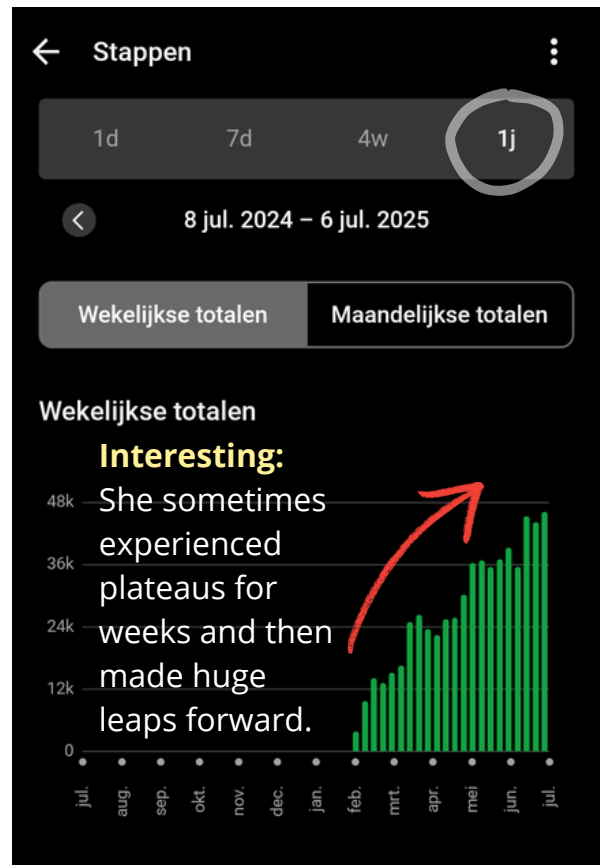 Stappen
1d 7d 4w 1j
8 jul. 2024 – 6 jul. 2025
Wekelijkse totalen Maandelijkse totalen
Wekelijkse totalen
Interesting:
48k She sometimes
experienced
36k
plateaus for
24k weeks and then
made huge
12k
leaps forward.
0
jul. aug. sep. okt. nov. dec. jan. feb. mrt. apr. mei jun. jul.